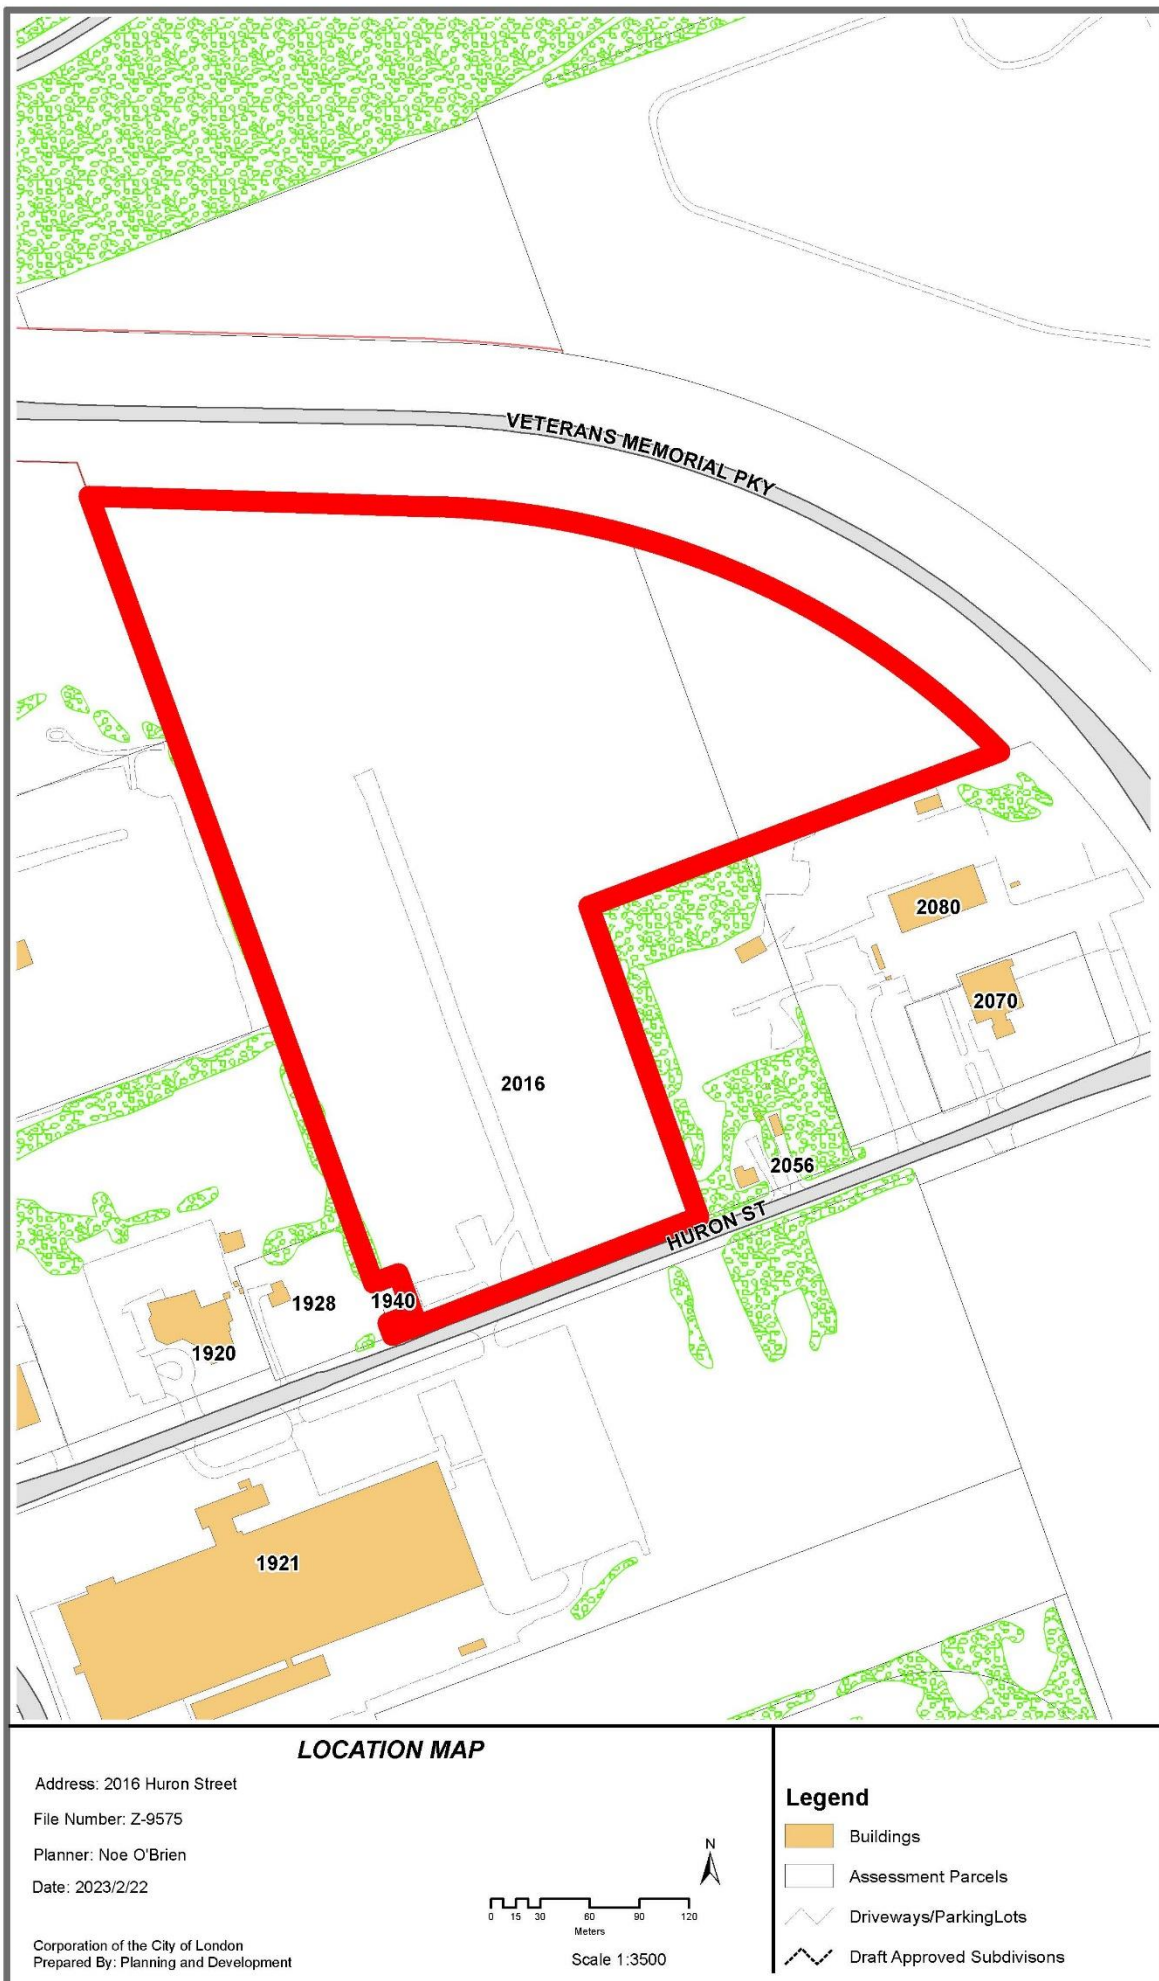 VETERANS MEMORIAL PKY
2080
2070
2016
2056
HURON ST
1940
1928
1920
1921
LOCATION MAP
Address: 2016 Huron Street
File Number: Z-9575
Planner: Noe O'Brien
Date: 2023/2/22
Corporation of the City of London
Prepared By: Planning and Development
N
0 15 30 60 90 120
Meters
Scale 1:3500
Legend
Buildings
Assessment Parcels
Driveways/ParkingLots
Draft Approved Subdivisons